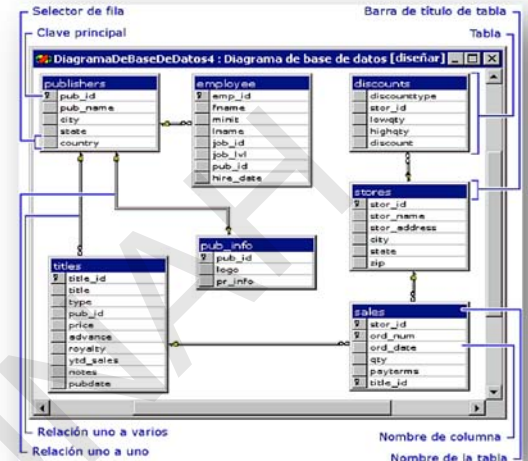 Selector de fila
Barra de título de tabla
Clave principal
Tabla
DiagramaDeBaseDeDatos4 : Diagrama de base de datos [diseñar]
publishers
pub_id
pub_name
city
state
country
employee
emp_id
fname
minit
lname
job_id
job_lvl
pub_id
hire_date
discounts
discounttype
stor_id
lowqty
highqty
discount
stores
stor_id
stor_name
stor_address
city
state
zip
pub_info
pub_id
logo
pr_info
titles
title_id
title
type
pub_id
price
advance
royalty
ytd_sales
notes
pubdate
sales
stor_id
ord_num
ord_date
qty
payterms
title_id
Relación uno a varios
Relación uno a uno
Nombre de columna
Nombre de la tabla